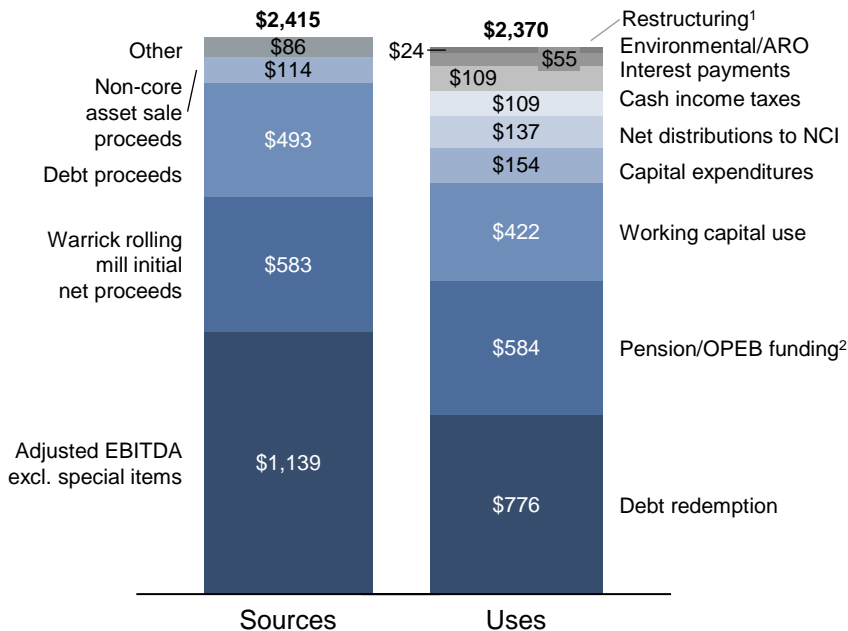 $2,415
Other
$86
Non-core
asset sale
proceeds
$114
Debt proceeds
$493
Warrick rolling
mill initial
net proceeds
$583
Adjusted EBITDA
excl. special items
$1,139
Sources
$2,370
Restructuring¹
$24
Environmental/ARO
$55
Interest payments
$109
Cash income taxes
$109
Net distributions to NCI
$137
Capital expenditures
$154
Working capital use
$422
Pension/OPEB funding²
$584
Debt redemption
$776
Uses